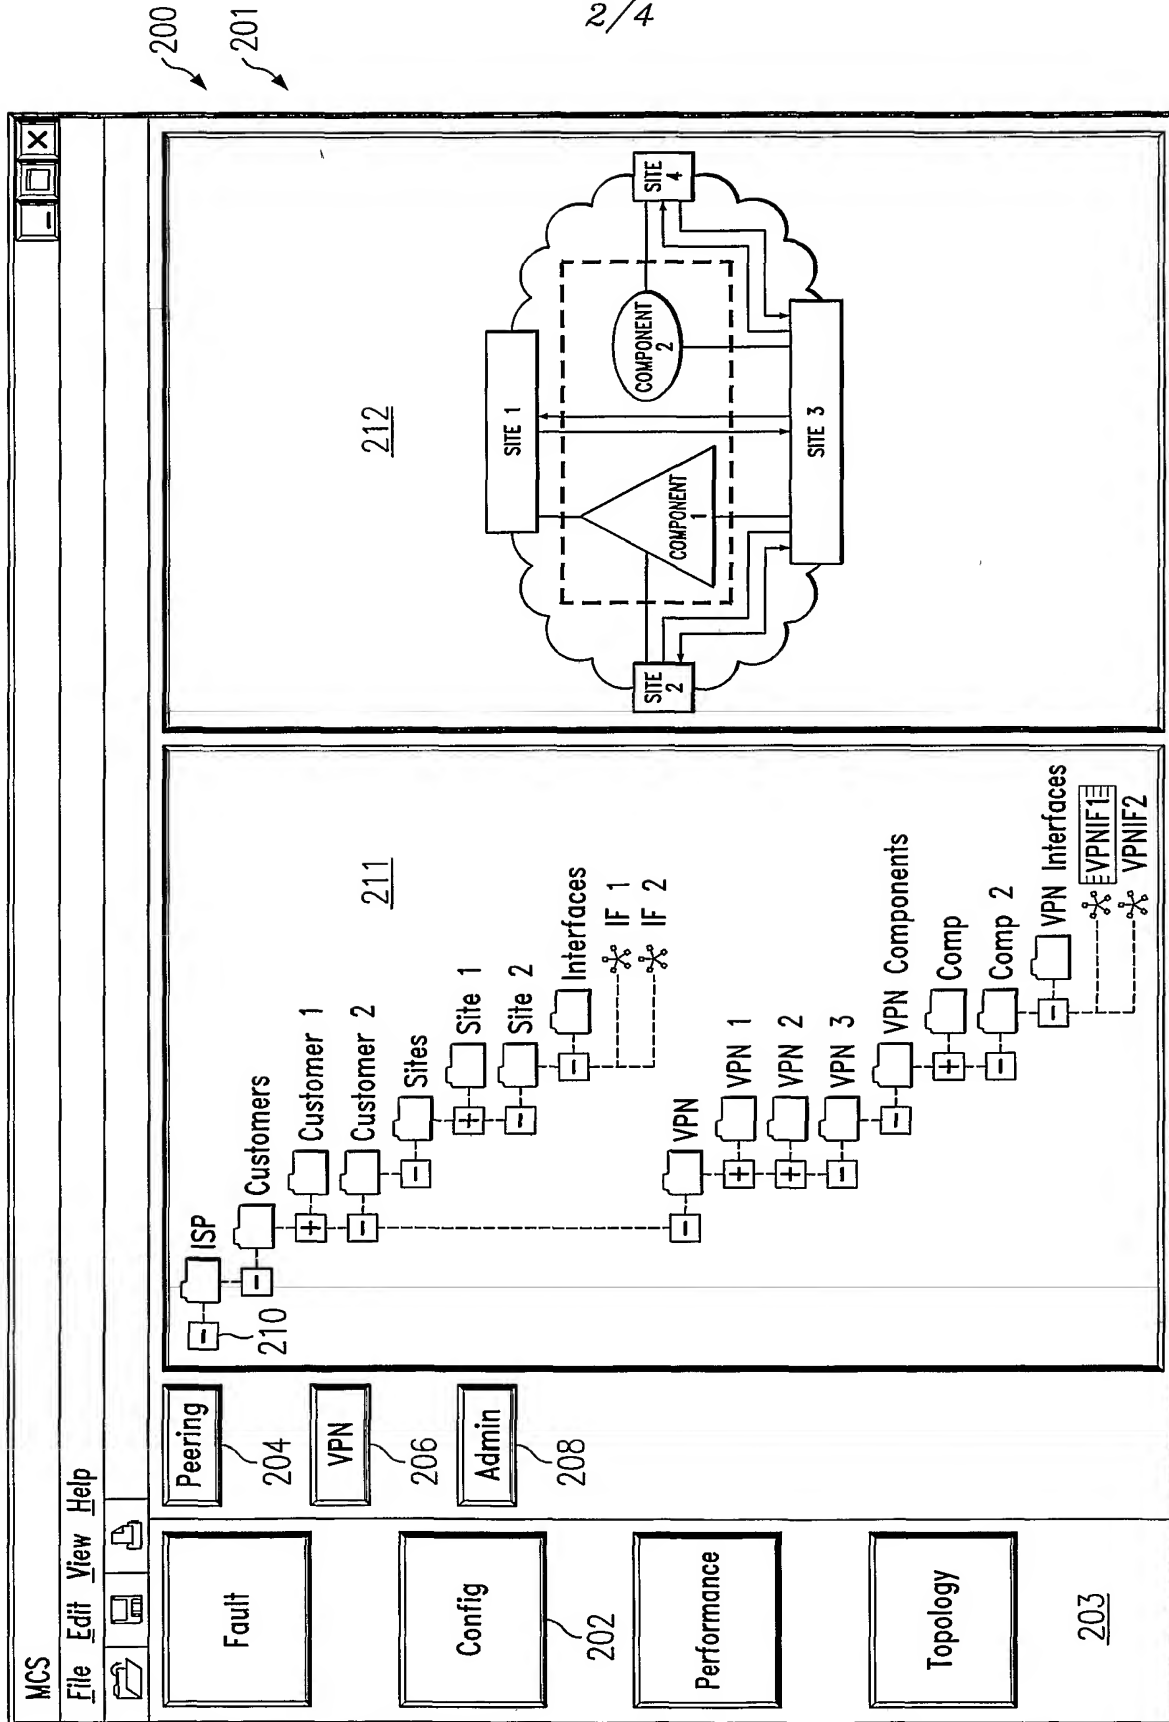 2/4
200
201
MCS
File Edit View Help
Fault
Config
202
Performance
Topology
203
Peering
204
VPN
206
Admin
208
210
ISP
Customers
Customer 1
Customer 2
Sites
Site 1
Site 2
Interfaces
IF 1
IF 2
VPN
VPN 1
VPN 2
VPN 3
VPN Components
Comp
Comp 2
VPN Interfaces
VPNIF1
VPNIF2
211
212
SITE 1
SITE
2
COMPONENT
1
COMPONENT
2
SITE
4
SITE 3